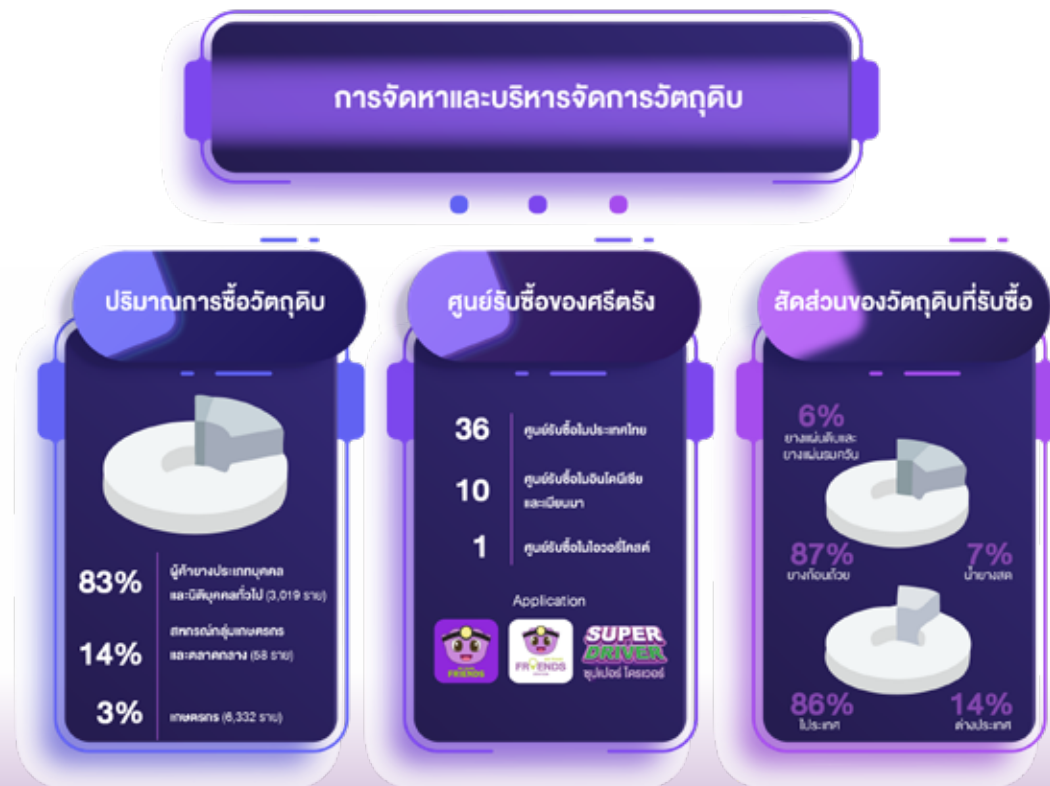 การจัดหาและบริหารจัดการวัตถุดิบ
ปริมาณการซื้อวัตถุดิบ
83%
ผู้ค้ายางประเภทบุคคล
และนิติบุคคลทั่วไป (3,019 ราย)
14%
สหกรณ์กลุ่มเกษตรกร
และตลาดกลาง (58 ราย)
3%
เกษตรกร (6,332 ราย)
ศูนย์รับซื้อของศรีตรัง
36
ศูนย์รับซื้อในประเทศไทย
10
ศูนย์รับซื้อในอินโดนีเซีย
และเมียนมา
1
ศูนย์รับซื้อในไอวอรี่โคสต์
Application
FRIENDS
FRIENDS
SUPER
DRIVER
ซุปเปอร์ ไดรเวอร์
สัดส่วนของวัตถุดิบที่รับซื้อ
6%
ยางแผ่นดิบและ
ยางแผ่นรมควัน
87%
ยางก้อนถ้วย
7%
น้ำยางสด
86%
ในประเทศ
14%
ต่างประเทศ